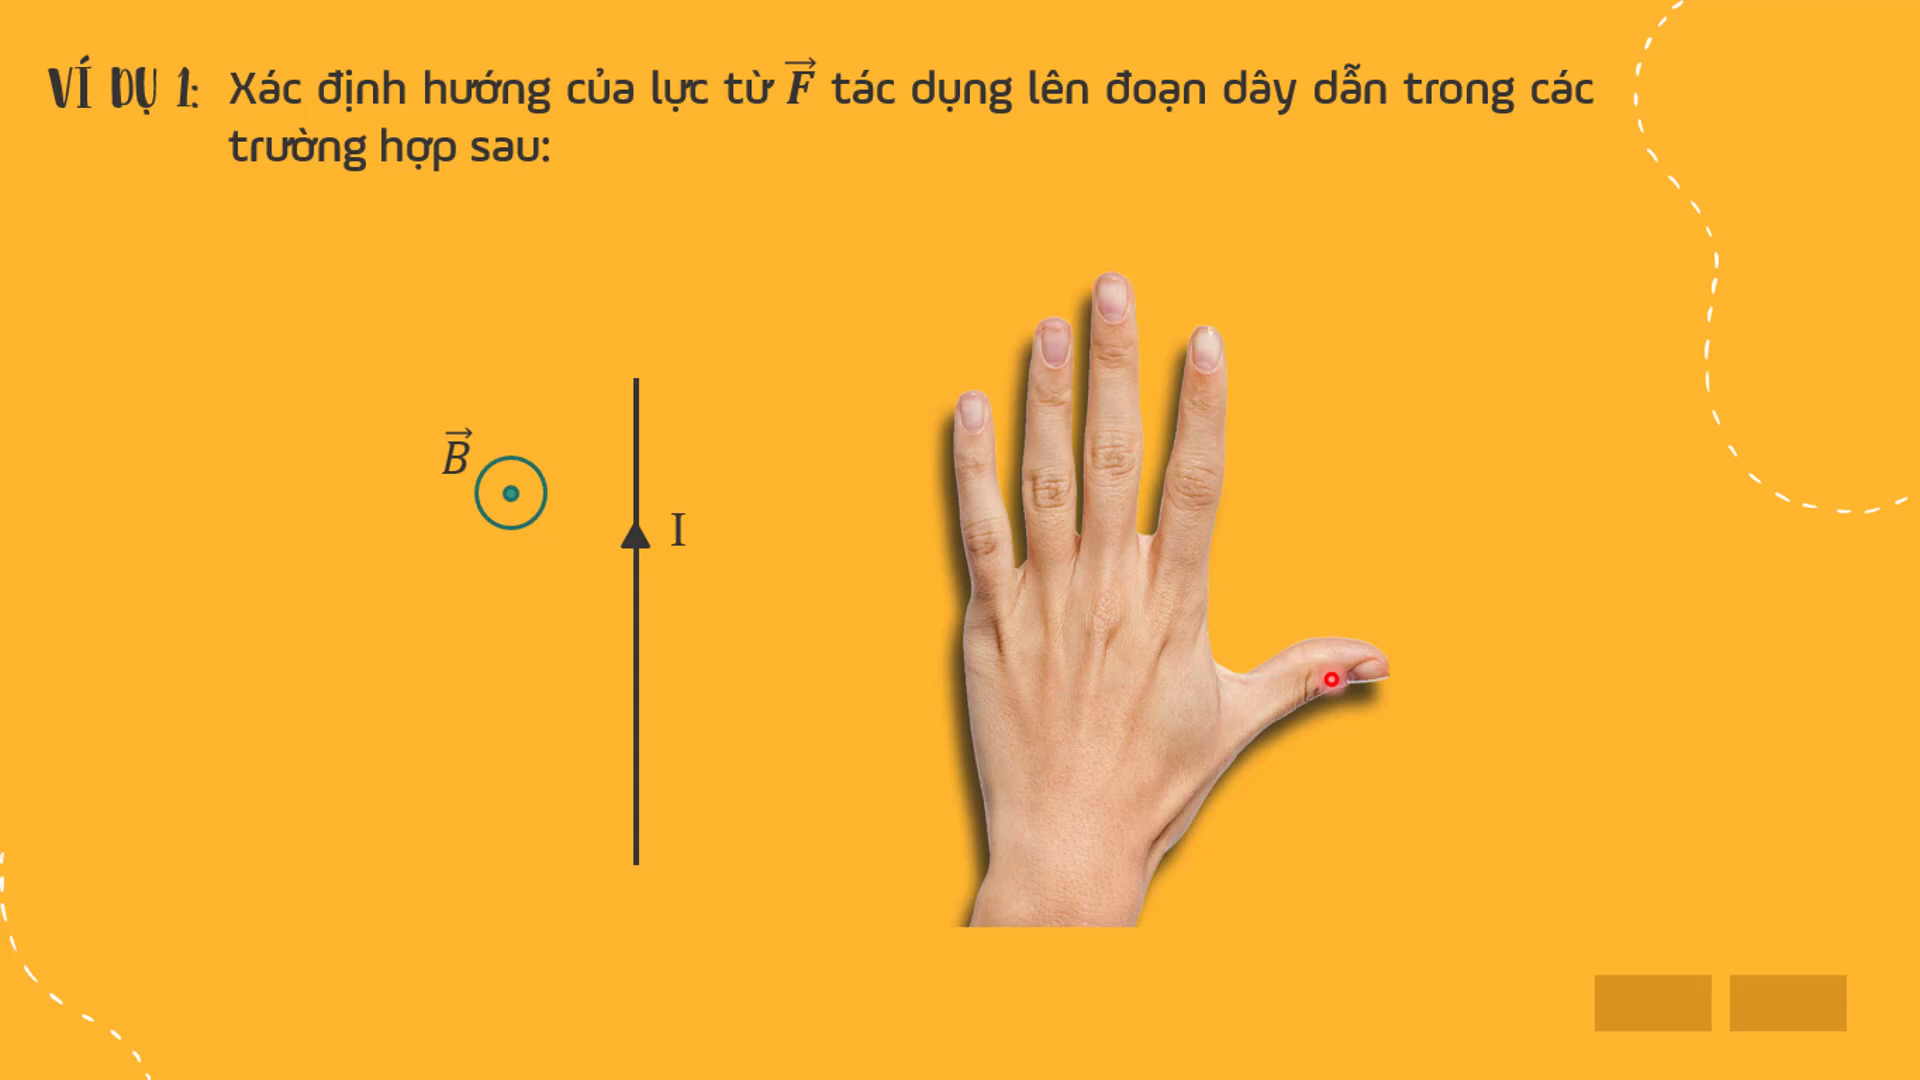 VÍ DỤ 1: Xác định hướng của lực từ F⃗ tác dụng lên đoạn dây dẫn trong các
trường hợp sau:
B⃗
I